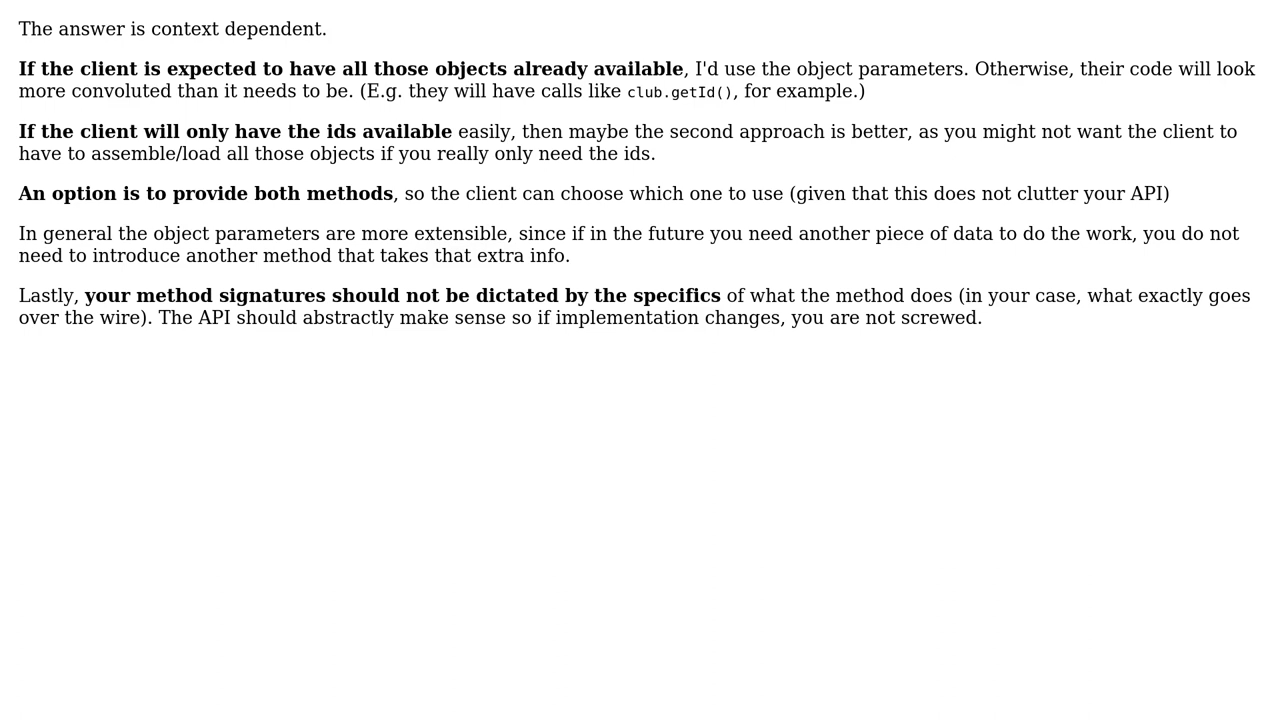 The answer is context dependent.
If the client is expected to have all those objects already available, I'd use the object parameters. Otherwise, their code will look
more convoluted than it needs to be. (E.g. they will have calls like club.getId(), for example.)
If the client will only have the ids available easily, then maybe the second approach is better, as you might not want the client to
have to assemble/load all those objects if you really only need the ids.
An option is to provide both methods, so the client can choose which one to use (given that this does not clutter your API)
In general the object parameters are more extensible, since if in the future you need another piece of data to do the work, you do not
need to introduce another method that takes that extra info.
Lastly, your method signatures should not be dictated by the specifics of what the method does (in your case, what exactly goes
over the wire). The API should abstractly make sense so if implementation changes, you are not screwed.